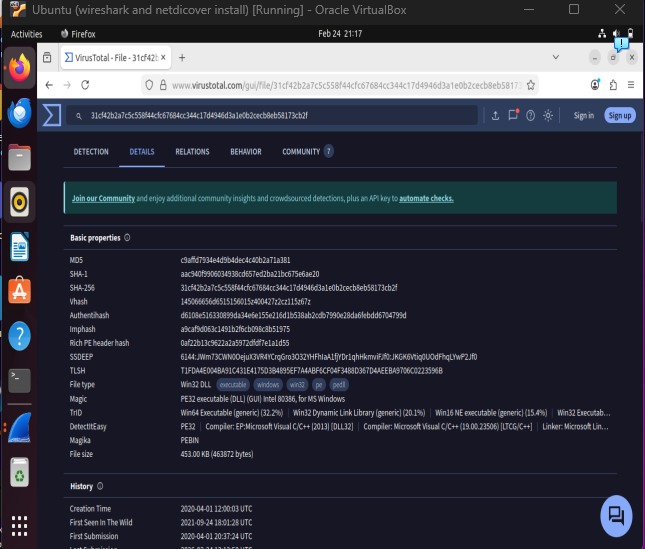 Ubuntu (wireshark and netdicover install) [Running] - Oracle VirtualBox
Activities Firefox Feb 24 21:17
VirusTotal - File - 31cf42
www.virustotal.com/gui/file/31cf42b2a7c5c558f44cfc67684cc344c17d4946d3a1e0b2cecb8eb58173
31cf42b2a7c5c558f44cfc67684cc344c17d4946d3a1e0b2cecb8eb58173cb2f Sign in Sign up
DETECTION DETAILS RELATIONS BEHAVIOR COMMUNITY 7
Join our Community and enjoy additional community insights and crowdsourced detections, plus an API key to automate checks.
Basic properties
MD5 c9affd7934e4d9b4dec4c40b2a71a381
SHA-1 aac940f9906034938cd657ed2ba21bc675e6ae20
SHA-256 31cf42b2a7c5c558f44cfc67684cc344c17d4946d3a1e0b2cecb8eb58173cb2f
Vhash 145066656d6515156015z400427z2cz115z67z
Authentihash d6108e516330899da34e6e155e216d1b538ab2cdb7990e28da6febdd6704799d
Imphash a9caf9d063c1491b2f6cb098c8b51975
Rich PE header hash 0af22b13c9622a2a5972dfdf7e1a1d55
SSDEEP 6144:JWm73CWN0OejuiX3VR4YCrqGro3O32YHFhIaA1fjYDr1qhHkmviFJf0:JKGK6Vtiq0UOdFhqLYwP2Jf0
TLSH T1FDA4E004BA91C431E4175D3B4895EF7A4ABF6CF04F3488D367D4AEEBA9706C0223596B
File type Win32 DLL executable windows win32 pe pedll
Magic PE32 executable (DLL) (GUI) Intel 80386, for MS Windows
TrID Win64 Executable (generic) (32.2%) Win32 Dynamic Link Library (generic) (20.1%) Win16 NE executable (generic) (15.4%) Win32 Executab...
DetectItEasy PE32 Compiler: EP:Microsoft Visual C/C++ (2013) [DLL32] Compiler: Microsoft Visual C/C++ (19.00.23506) [LTCG/C++] Linker: Microsoft Lin...
Magika PEBIN
File size 453.00 KB (463872 bytes)
History
Creation Time 2020-04-01 12:00:03 UTC
First Seen In The Wild 2021-09-24 18:01:28 UTC
First Submission 2020-04-01 20:37:24 UTC